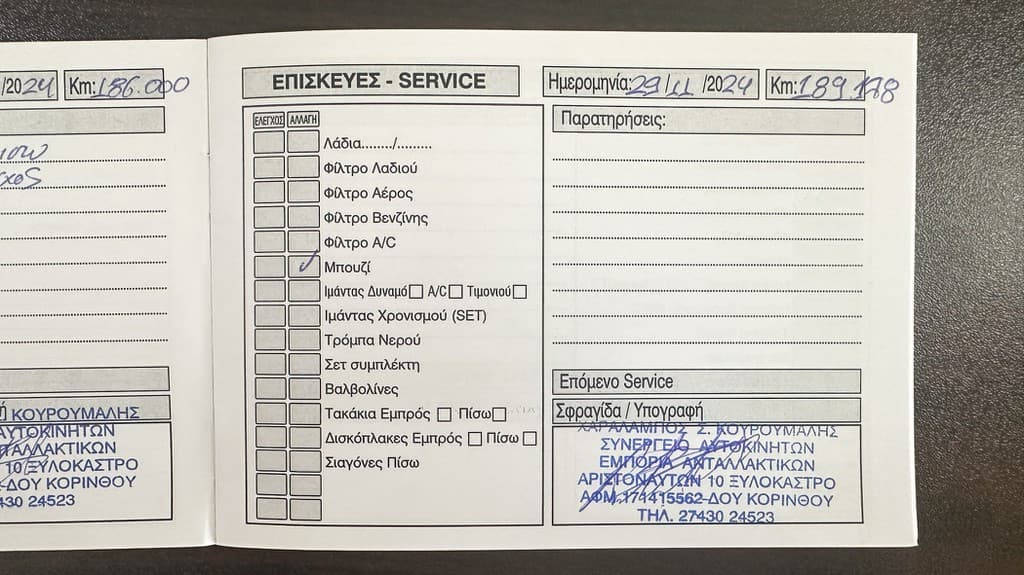 /2024 Km: 186.000
ΚΟΥΡΟΥΜΑΛΗΣ
ΑΥΤΟΚΙΝΗΤΩΝ
ΑΝΤΑΛΛΑΚΤΙΚΩΝ
10 ΞΥΛΟΚΑΣΤΡΟ
ΔΟΥ ΚΟΡΙΝΘΟΥ
430 24523
ΕΠΙΣΚΕΥΕΣ - SERVICE
ΕΛΕΓΧΟΣ ΑΛΛΑΓΗ
Λάδια......../.........
Φίλτρο Λαδιού
Φίλτρο Αέρος
Φίλτρο Βενζίνης
Φίλτρο A/C
Μπουζί
Ιμάντας Δυναμό A/C Τιμονιού
Ιμάντας Χρονισμού (SET)
Τρόμπα Νερού
Σετ συμπλέκτη
Βαλβολίνες
Τακάκια Εμπρός Πίσω
Δισκόπλακες Εμπρός Πίσω
Σιαγόνες Πίσω
Ημερομηνία: 29/11/2024 Km: 189.178
Παρατηρήσεις:
Επόμενο Service
Σφραγίδα / Υπογραφή
ΧΑΡΑΛΑΜΠΟΣ Σ. ΚΟΥΡΟΥΜΑΛΗΣ
ΣΥΝΕΡΓΕΙΟ ΑΥΤΟΚΙΝΗΤΩΝ
ΕΜΠΟΡΙΑ ΑΝΤΑΛΛΑΚΤΙΚΩΝ
ΑΡΙΣΤΟΝΑΥΤΩΝ 10 ΞΥΛΟΚΑΣΤΡΟ
ΑΦΜ.174415562-ΔΟΥ ΚΟΡΙΝΘΟΥ
ΤΗΛ. 27430 24523